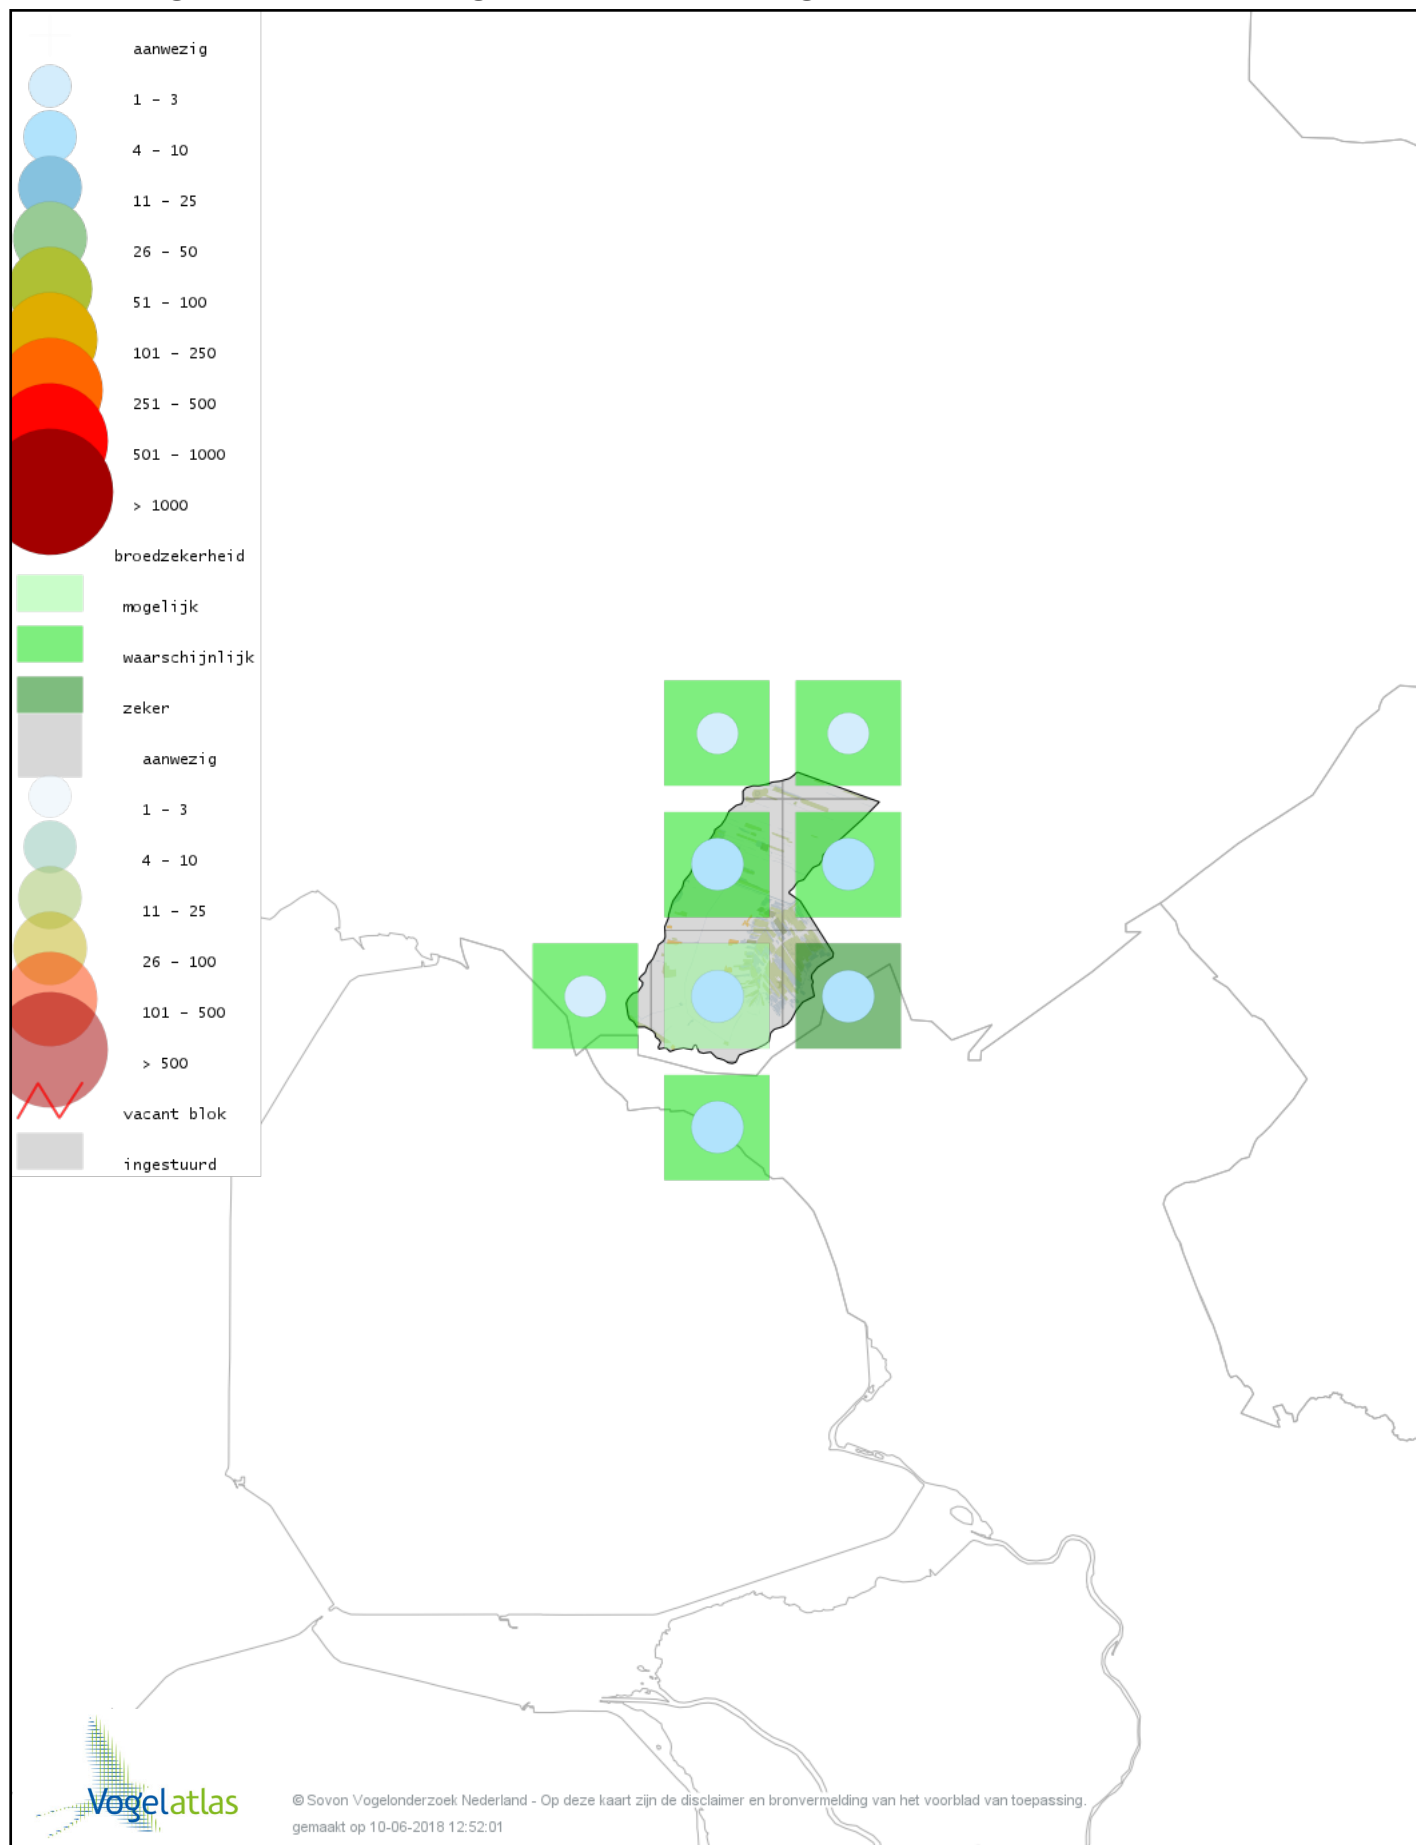 aanwezig
1 - 3
4 - 10
11 - 25
26 - 50
51 - 100
101 - 250
251 - 500
501 - 1000
> 1000
broedzekerheid
mogelijk
waarschijnlijk
zeker
aanwezig
1 - 3
4 - 10
11 - 25
26 - 100
101 - 500
> 500
vacant blok
ingestuurd
Vogelatlas
© Sovon Vogelonderzoek Nederland - Op deze kaart zijn de disclaimer en bronvermelding van het voorblad van toepassing.
gemaakt op 10-06-2018 12:52:01